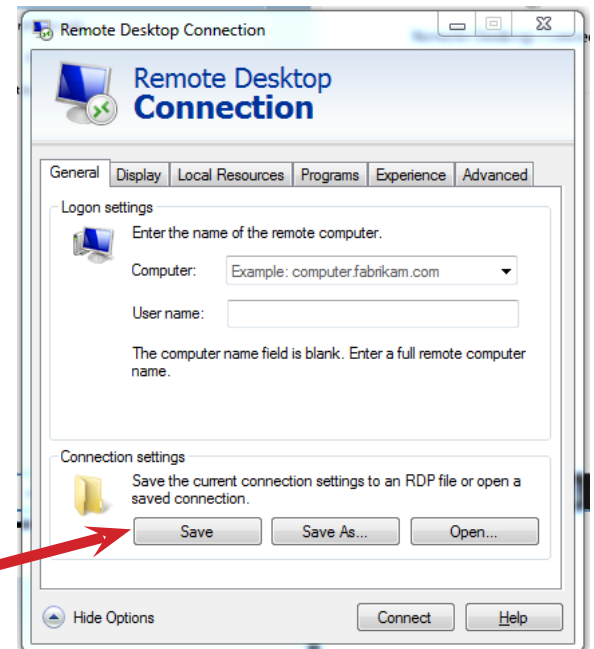 Remote Desktop Connection
Remote Desktop
Connection
General Display Local Resources Programs Experience Advanced
Logon settings
Enter the name of the remote computer.
Computer: Example: computer.fabrikam.com
User name:
The computer name field is blank. Enter a full remote computer
name.
Connection settings
Save the current connection settings to an RDP file or open a
saved connection.
Save Save As... Open...
Hide Options Connect Help